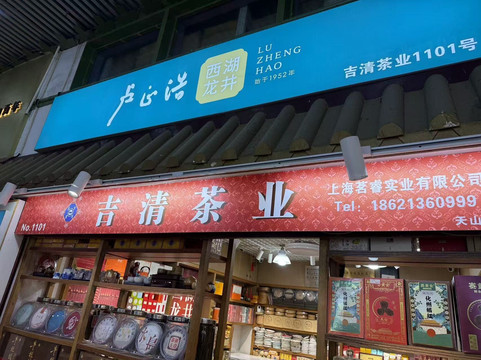 卢正浩
西湖
龙井
LU
ZHENG
HAO
始于1952年
吉清茶业1101号
No.1101
吉清茶业
上海茗睿实业有限公司
Tel: 18621360999
天山